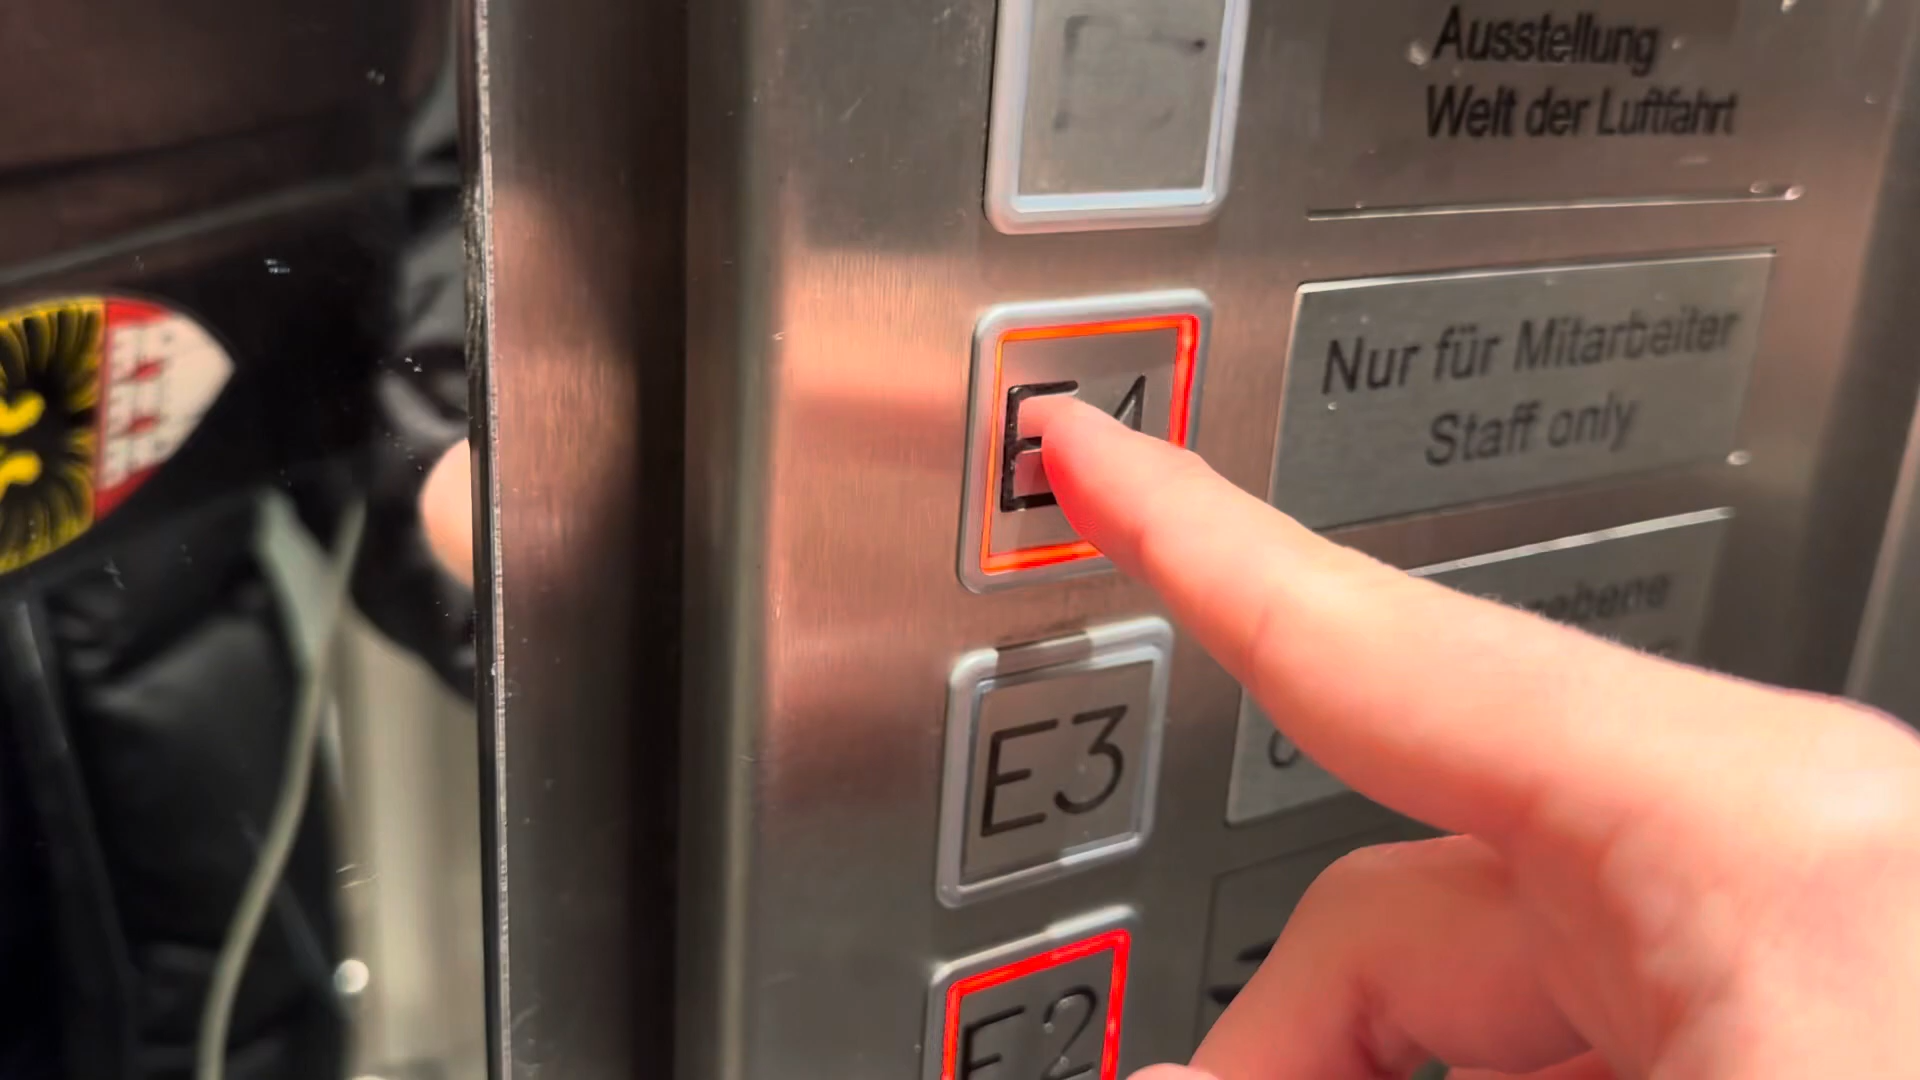 Ausstellung
Welt der Luftfahrt
E4
Nur für Mitarbeiter
Staff only
E3
E2